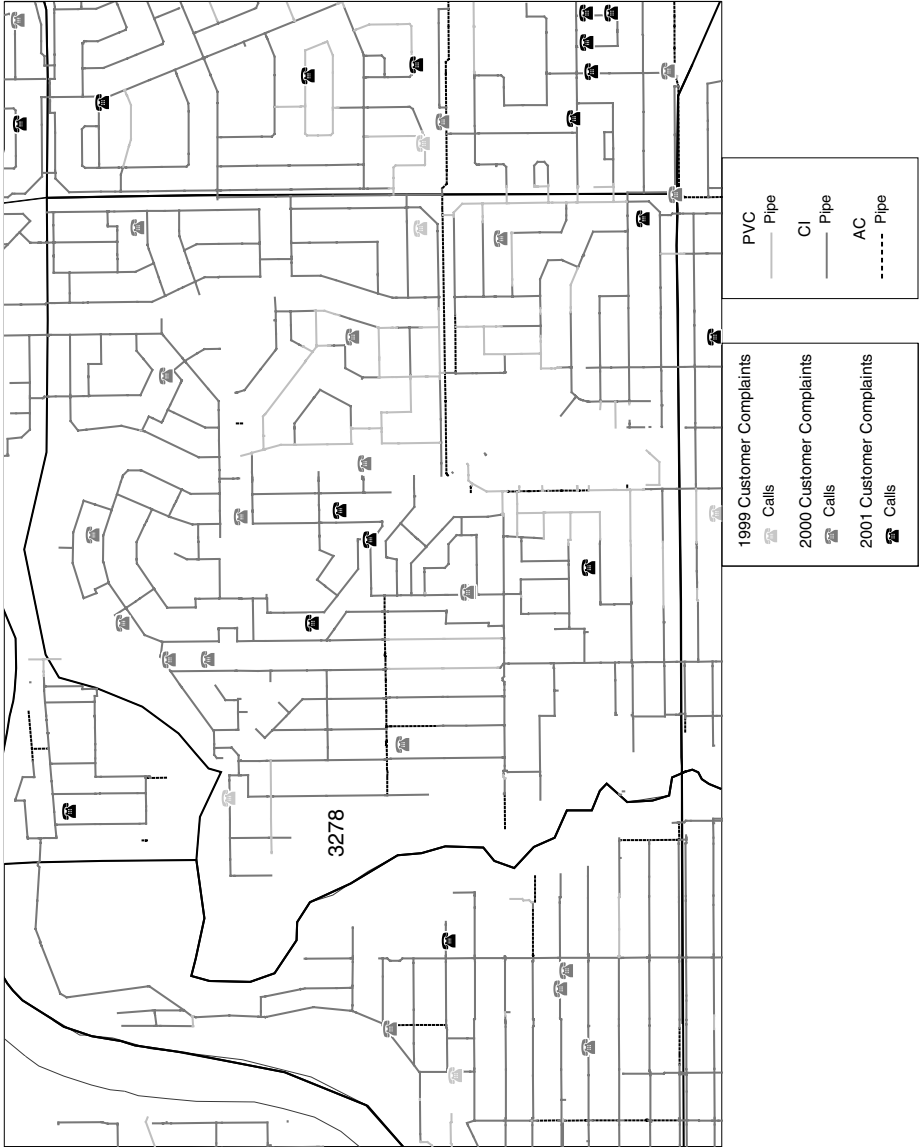 3278
1999 Customer Complaints
Calls
2000 Customer Complaints
Calls
2001 Customer Complaints
Calls
PVC
Pipe
CI
Pipe
AC
Pipe